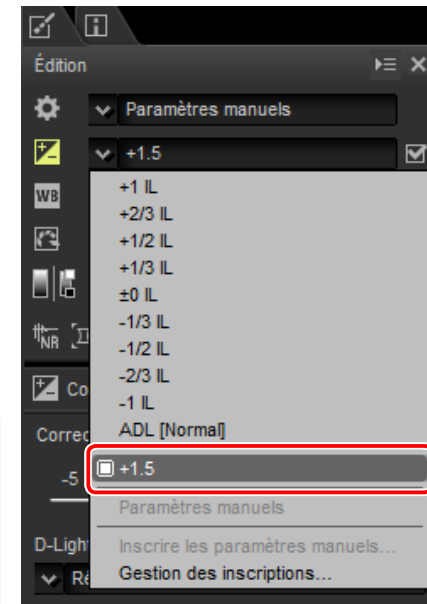 Édition
Paramètres manuels
+1.5
+1 IL
+2/3 IL
+1/2 IL
+1/3 IL
±0 IL
-1/3 IL
-1/2 IL
-2/3 IL
-1 IL
ADL [Normal]
+1.5
Paramètres manuels
Inscrire les paramètres manuels...
Gestion des inscriptions...
WB
NR
Co
Correc
-5
D-Ligh
Ré